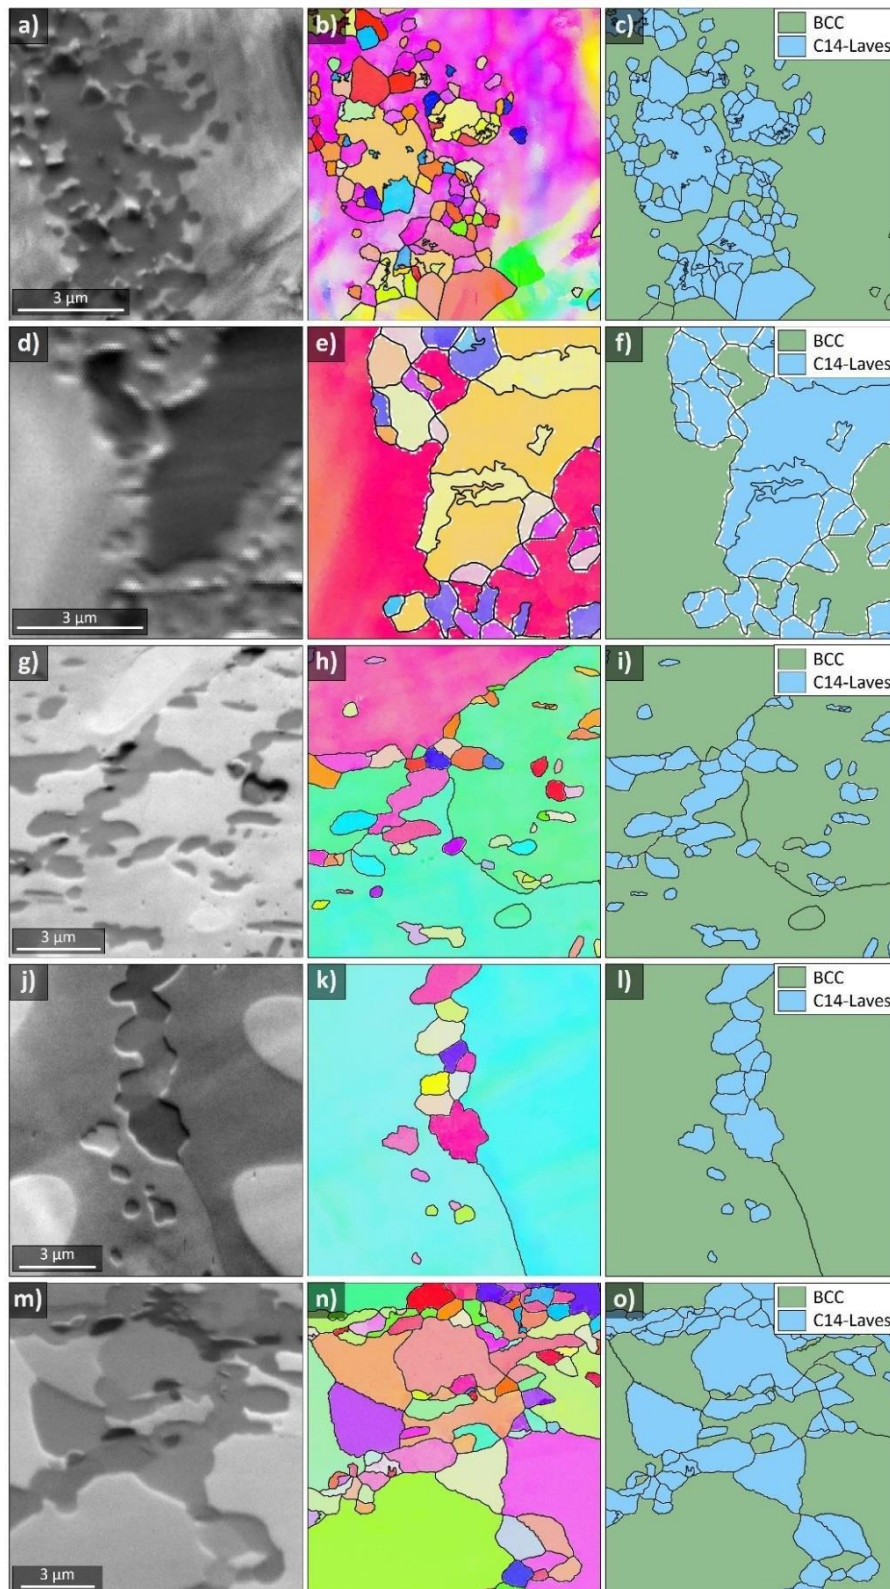 a)
b)
c)
BCC
C14-Laves
3 µm
d)
e)
f)
BCC
C14-Laves
3 µm
g)
h)
i)
BCC
C14-Laves
3 µm
j)
k)
l)
BCC
C14-Laves
3 µm
m)
n)
o)
BCC
C14-Laves
3 µm